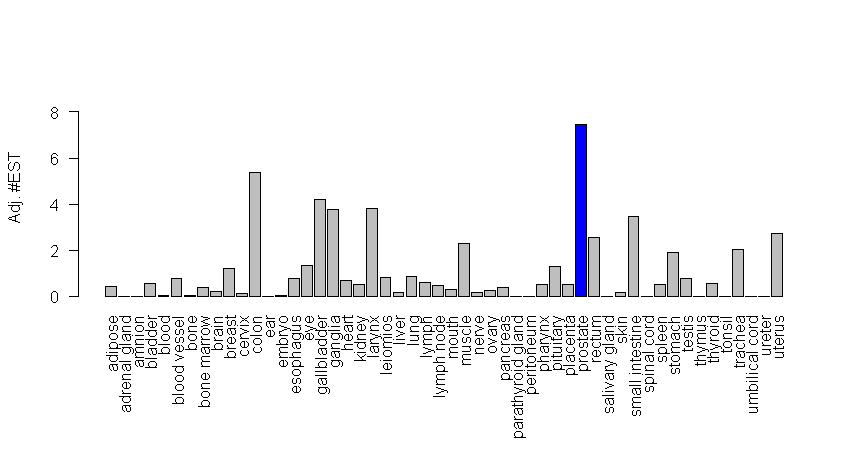 Adj. #EST
8
6
4
2
0
adipose
adrenal gland
amnion
bladder
blood
blood vessel
bone
bone marrow
brain
breast
cervix
colon
ear
embryo
esophagus
eye
gallbladder
ganglia
heart
kidney
larynx
leiomios
liver
lung
lymph
lymph node
mouth
muscle
nerve
ovary
pancreas
parathyroid gland
peritoneum
pharynx
pituitary
placenta
prostate
rectum
salivary gland
skin
small intestine
spinal cord
spleen
stomach
testis
thymus
thyroid
tonsil
trachea
umbilical cord
ureter
uterus